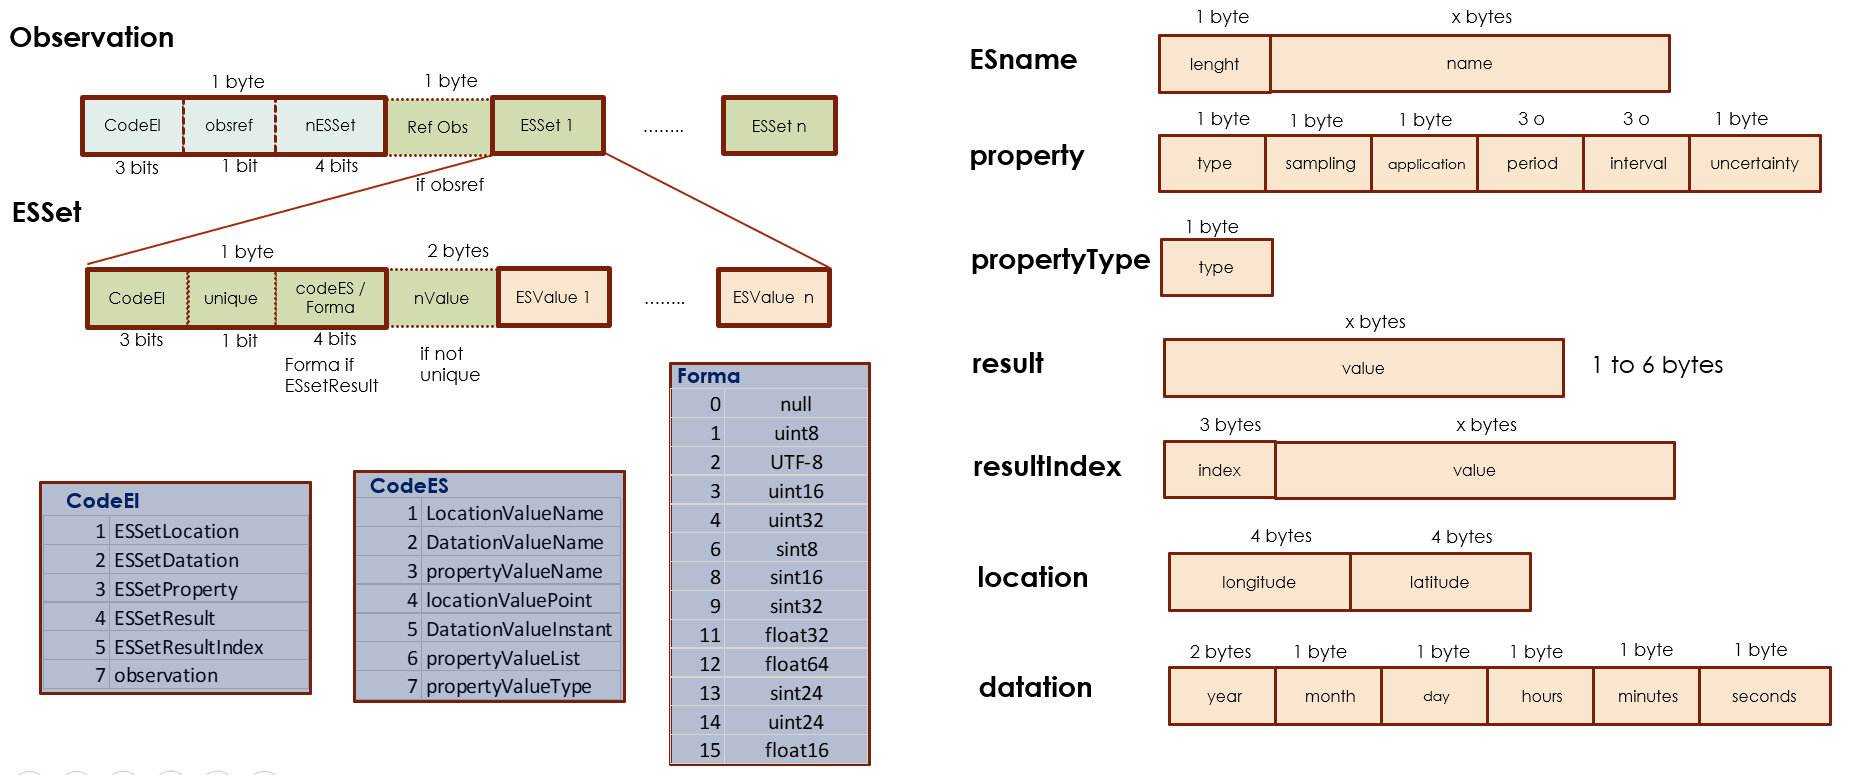 Observation
1 byte
1 byte
CodeEl
obsref
nESSet
Ref Obs
ESSet 1
........
ESSet n
3 bits
1 bit
4 bits
if obsref
ESSet
1 byte
2 bytes
CodeEl
unique
codeES /
Forma
nValue
ESValue 1
........
ESValue n
3 bits
1 bit
4 bits
Forma if
ESsetResult
if not
unique
CodeEl
1 ESSetLocation
2 ESSetDatation
3 ESSetProperty
4 ESSetResult
5 ESSetResultIndex
7 observation
CodeES
1 LocationValueName
2 DatationValueName
3 propertyValueName
4 locationValuePoint
5 DatationValueInstant
6 propertyValueList
7 propertyValueType
Forma
0 null
1 uint8
2 UTF-8
3 uint16
4 uint32
6 sint8
8 sint16
9 sint32
11 float32
12 float64
13 sint24
14 uint24
15 float16
1 byte
x bytes
ESname
lenght
name
1 byte
1 byte
1 byte
3 o
3 o
1 byte
property
type
sampling
application
period
interval
uncertainty
1 byte
propertyType
type
x bytes
result
value
1 to 6 bytes
3 bytes
x bytes
resultIndex
index
value
4 bytes
4 bytes
location
longitude
latitude
2 bytes
1 byte
1 byte
1 byte
1 byte
1 byte
datation
year
month
day
hours
minutes
seconds